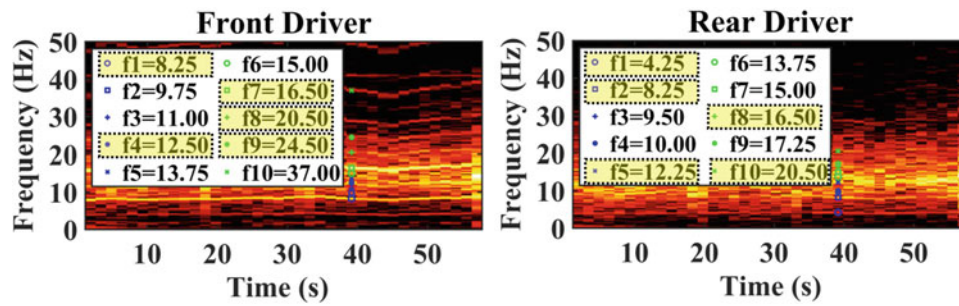 Front Driver
Frequency (Hz)
50
40
30
20
10
0
f1=8.25 f6=15.00
f2=9.75 f7=16.50
f3=11.00 f8=20.50
f4=12.50 f9=24.50
f5=13.75 f10=37.00
10 20 30 40 50
Time (s)
Rear Driver
Frequency (Hz)
50
40
30
20
10
0
f1=4.25 f6=13.75
f2=8.25 f7=15.00
f3=9.50 f8=16.50
f4=10.00 f9=17.25
f5=12.25 f10=20.50
10 20 30 40 50
Time (s)